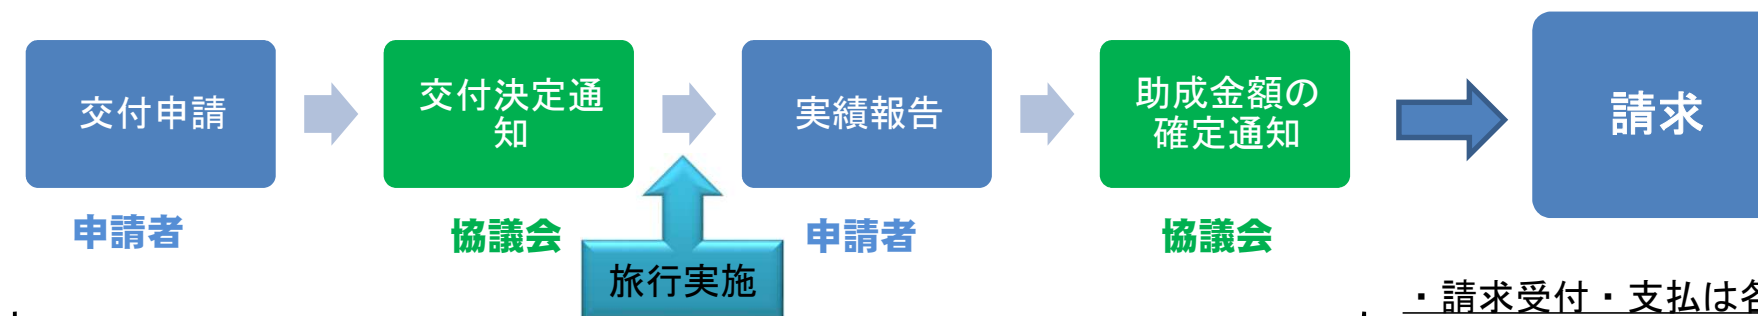 交付申請
交付決定通
知
実績報告
助成金額の
確定通知
請求
申請者
協議会
申請者
協議会
旅行実施
・請求受付・支払は各